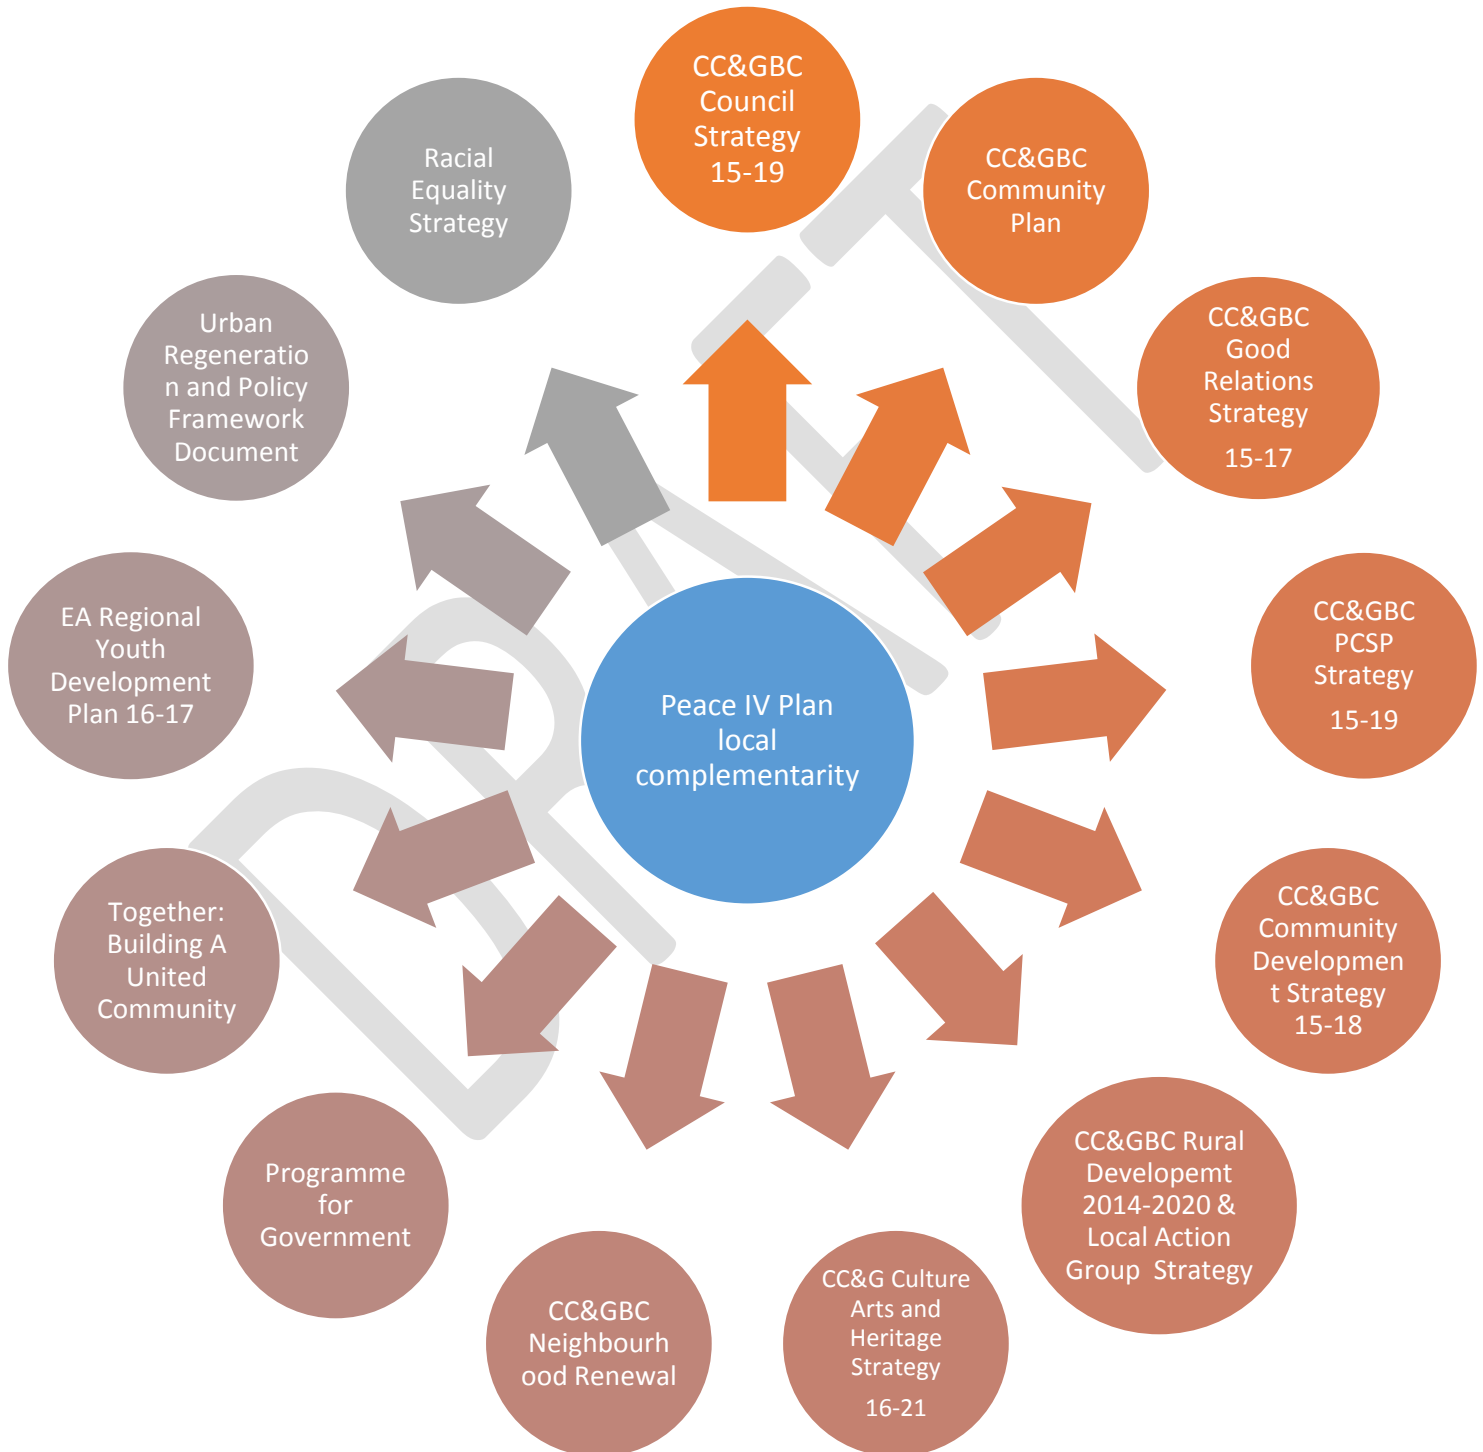 CC&GBC
Council
Strategy
15-19
CC&GBC
Community
Plan
CC&GBC
Good
Relations
Strategy
15-17
CC&GBC
PCSP
Strategy
15-19
CC&GBC
Community
Developmen
t Strategy
15-18
CC&GBC Rural
Developemt
2014-2020 &
Local Action
Group Strategy
CC&G Culture
Arts and
Heritage
Strategy
16-21
CC&GBC
Neighbourh
ood Renewal
Programme
for
Government
Together:
Building A
United
Community
EA Regional
Youth
Development
Plan 16-17
Urban
Regeneratio
n and Policy
Framework
Document
Racial
Equality
Strategy
Peace IV Plan
local
complementarity
DRAFT